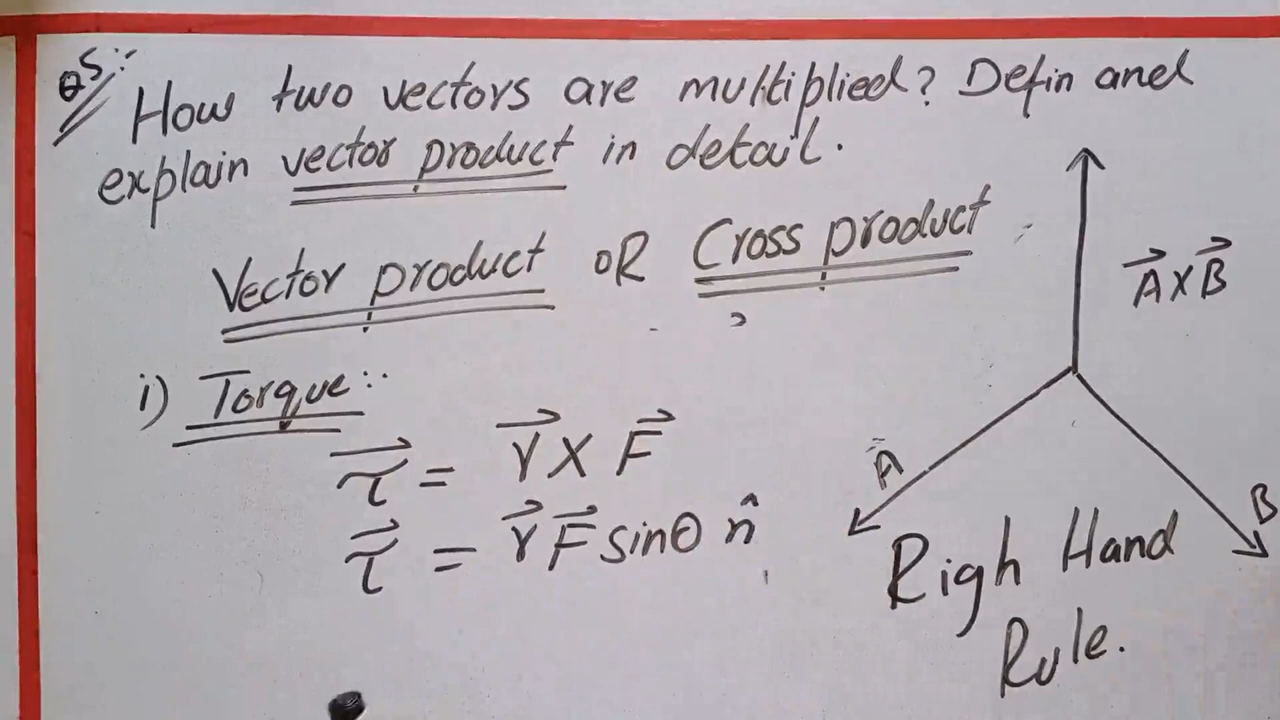 Q5:-
How two vectors are multiplied? Defin and
explain vector product in detail.
Vector product OR Cross product
A⃗ X B⃗
i) Torque:-
τ⃗ = r⃗ X F⃗
A⃗
τ⃗ = r⃗ F⃗ sinθ n̂
B
Righ Hand
Rule.